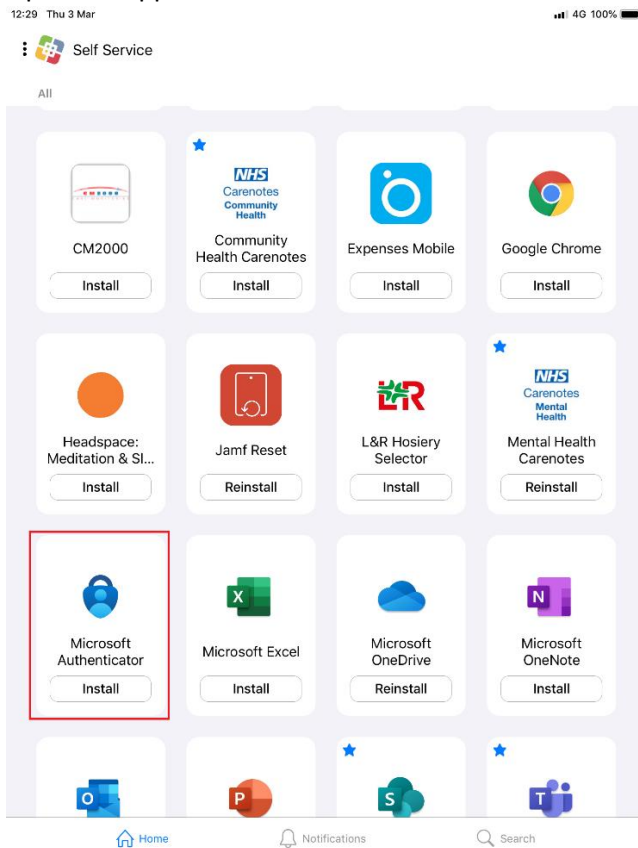 12:29 Thu 3 Mar
4G 100%
Self Service
All
NHS
Carenotes
Community
Health
CM2000
Community
Health Carenotes
Expenses Mobile
Google Chrome
Install
Install
Install
Install
L&R
NHS
Carenotes
Mental
Health
Headspace:
Meditation & Sl...
Jamf Reset
L&R Hosiery
Selector
Mental Health
Carenotes
Install
Reinstall
Install
Reinstall
X
N
Microsoft
Authenticator
Microsoft Excel
Microsoft
OneDrive
Microsoft
OneNote
Install
Install
Reinstall
Install
O
P
S
T
Home
Notifications
Search